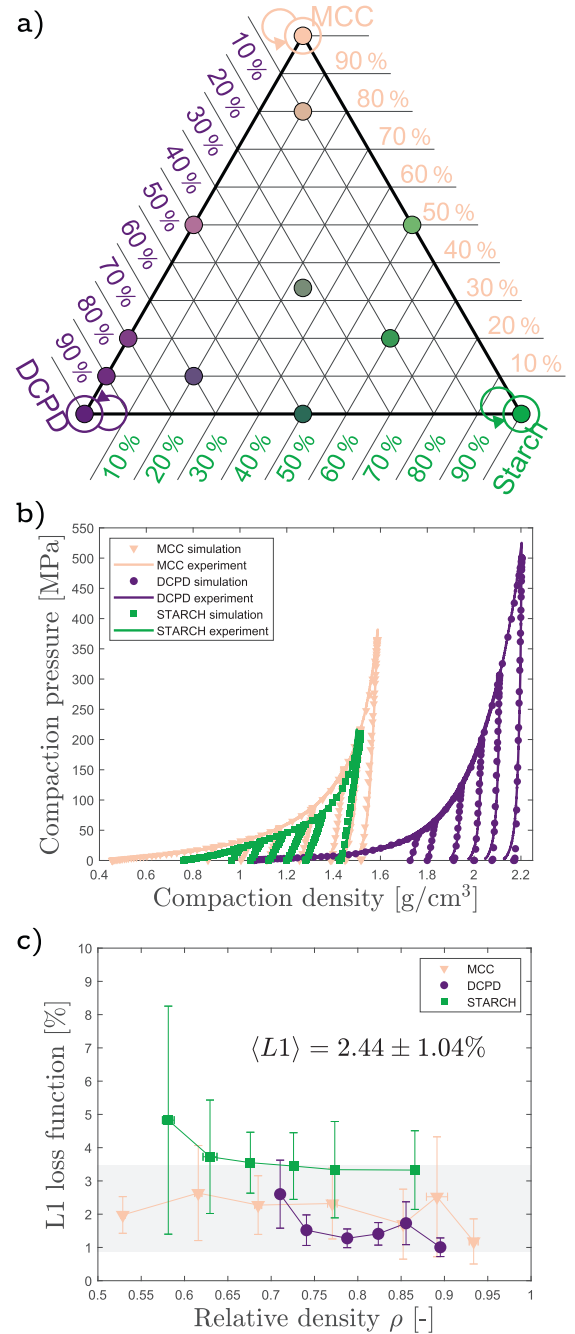 a)
MCC
90 %
80 %
70 %
60 %
50 %
40 %
30 %
20 %
10 %
10 %
20 %
30 %
40 %
50 %
60 %
70 %
80 %
90 %
DCPD
10 %
20 %
30 %
40 %
50 %
60 %
70 %
80 %
90 %
Starch
b)
Compaction pressure [MPa]
550
500
450
400
350
300
250
200
150
100
50
0
MCC simulation
MCC experiment
DCPD simulation
DCPD experiment
STARCH simulation
STARCH experiment
0.4 0.6 0.8 1.0 1.2 1.4 1.6 1.8 2 2.2
Compaction density [g/cm³]
c)
L1 loss function [%]
10
9
8
7
6
5
4
3
2
1
0
MCC
DCPD
STARCH
⟨L1⟩ = 2.44 ± 1.04%
0.5 0.55 0.6 0.65 0.7 0.75 0.8 0.85 0.9 0.95 1
Relative density ρ [-]